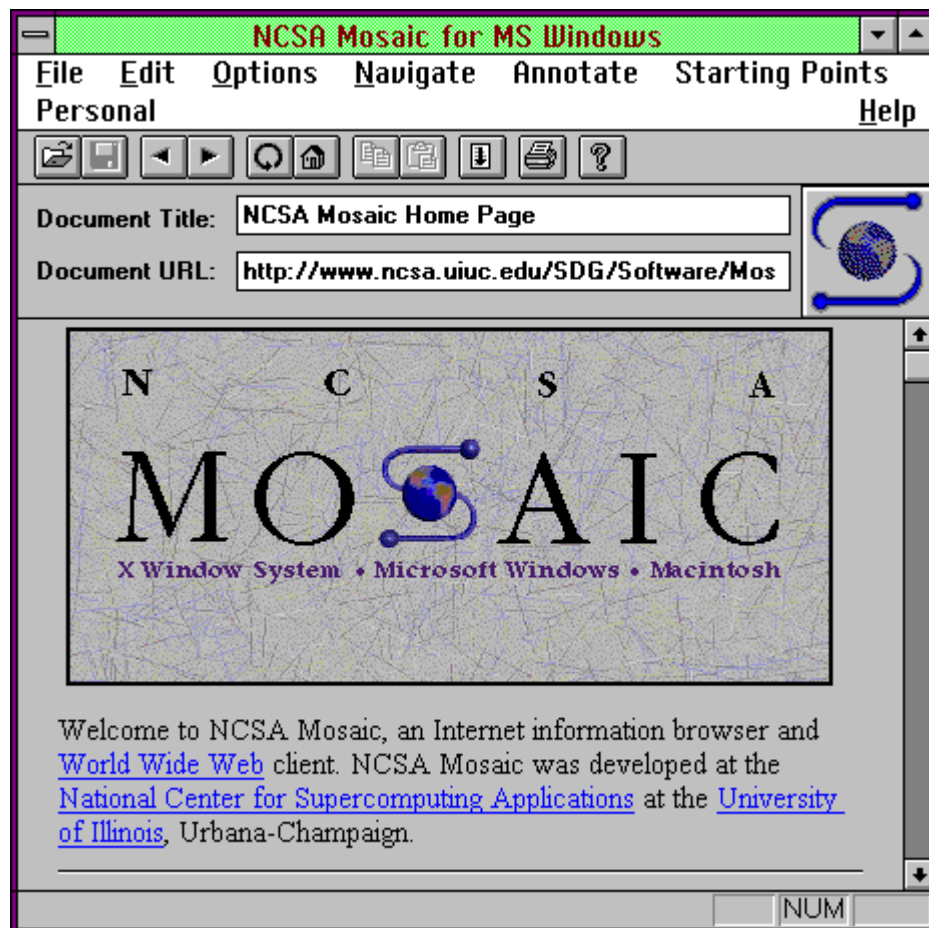 NCSA Mosaic for MS Windows
File Edit Options Navigate Annotate Starting Points
Personal Help
Document Title: NCSA Mosaic Home Page
Document URL: http://www.ncsa.uiuc.edu/SDG/Software/Mos
N C S A
MOSAIC
X Window System • Microsoft Windows • Macintosh
Welcome to NCSA Mosaic, an Internet information browser and
World Wide Web client. NCSA Mosaic was developed at the
National Center for Supercomputing Applications at the University
of Illinois, Urbana-Champaign.
NUM